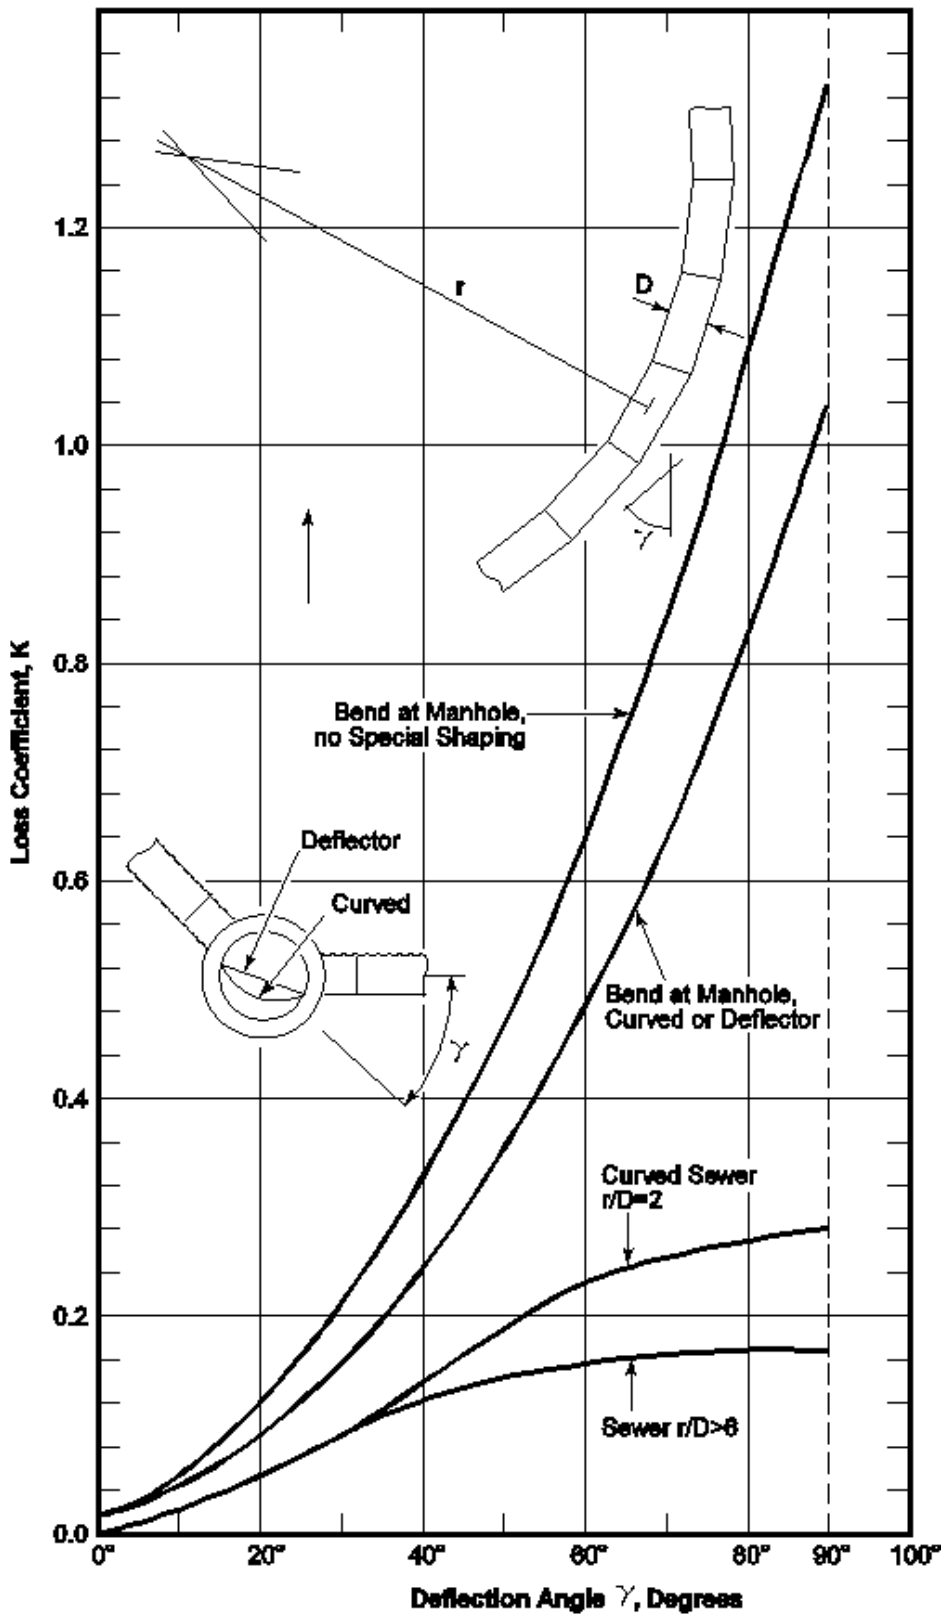 1.2
1.0
0.8
0.6
0.4
0.2
0.0
Loss Coefficient, K
r
D
γ
Bend at Manhole,
no Special Shaping
Deflector
Curved
γ
Bend at Manhole,
Curved or Deflector
Curved Sewer
r/D=2
Sewer r/D>6
0° 20° 40° 60° 80° 90° 100°
Deflection Angle γ, Degrees